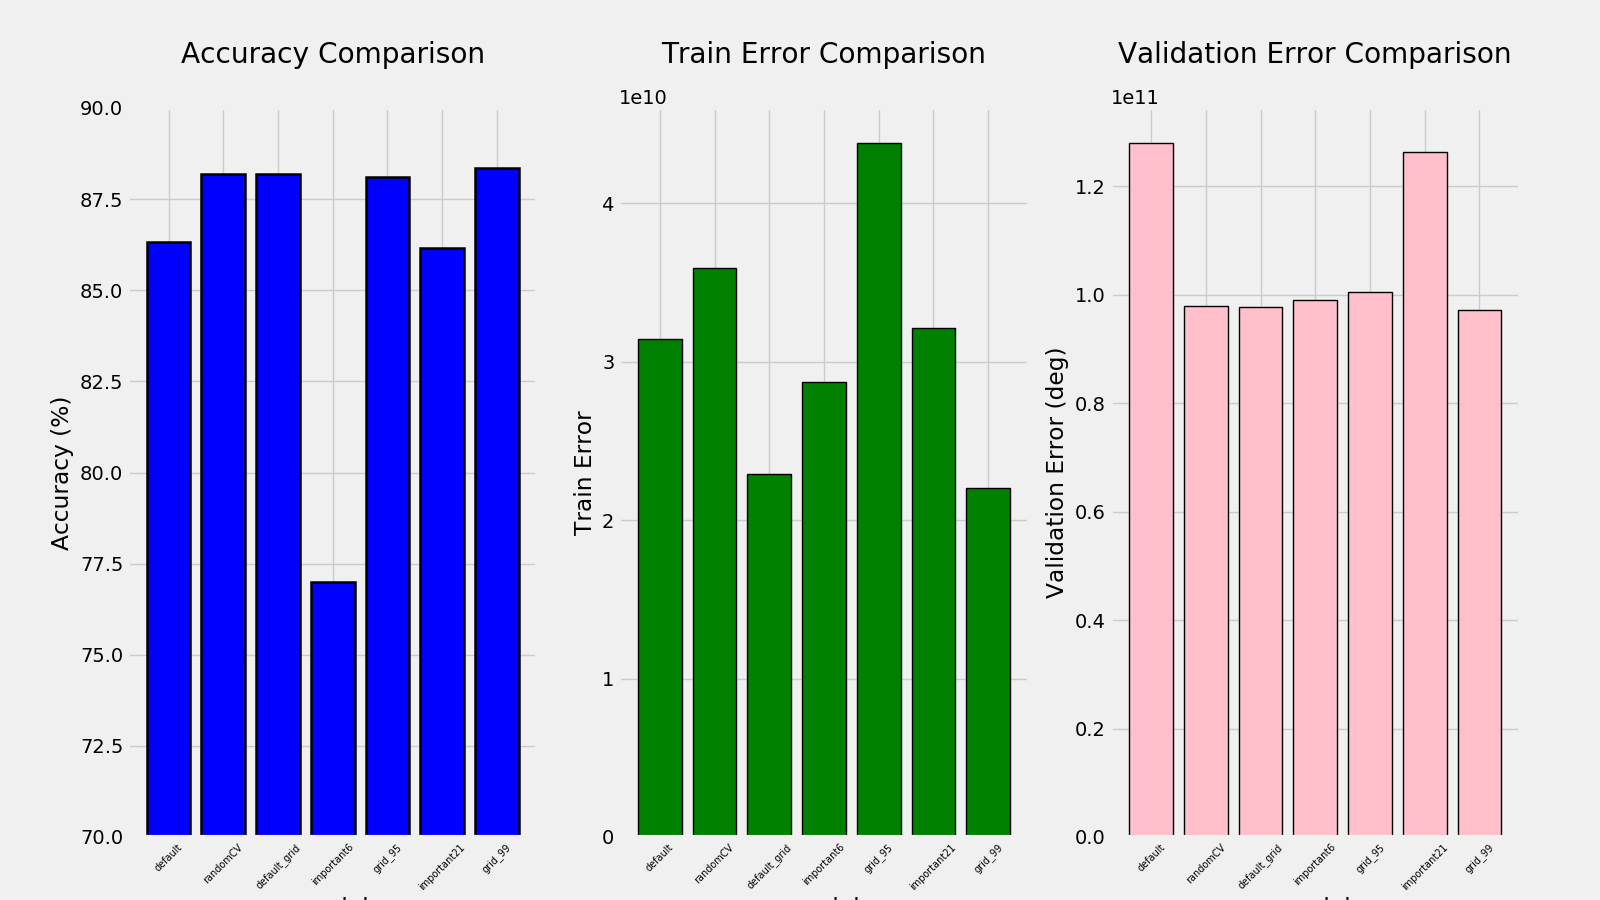 Accuracy Comparison
Accuracy (%)
90.0
87.5
85.0
82.5
80.0
77.5
75.0
72.5
70.0
default
randomCV
default_grid
important6
grid_95
important21
grid_99
Train Error Comparison
1e10
Train Error
4
3
2
1
0
default
randomCV
default_grid
important6
grid_95
important21
grid_99
Validation Error Comparison
1e11
Validation Error (deg)
1.2
1.0
0.8
0.6
0.4
0.2
0.0
default
randomCV
default_grid
important6
grid_95
important21
grid_99